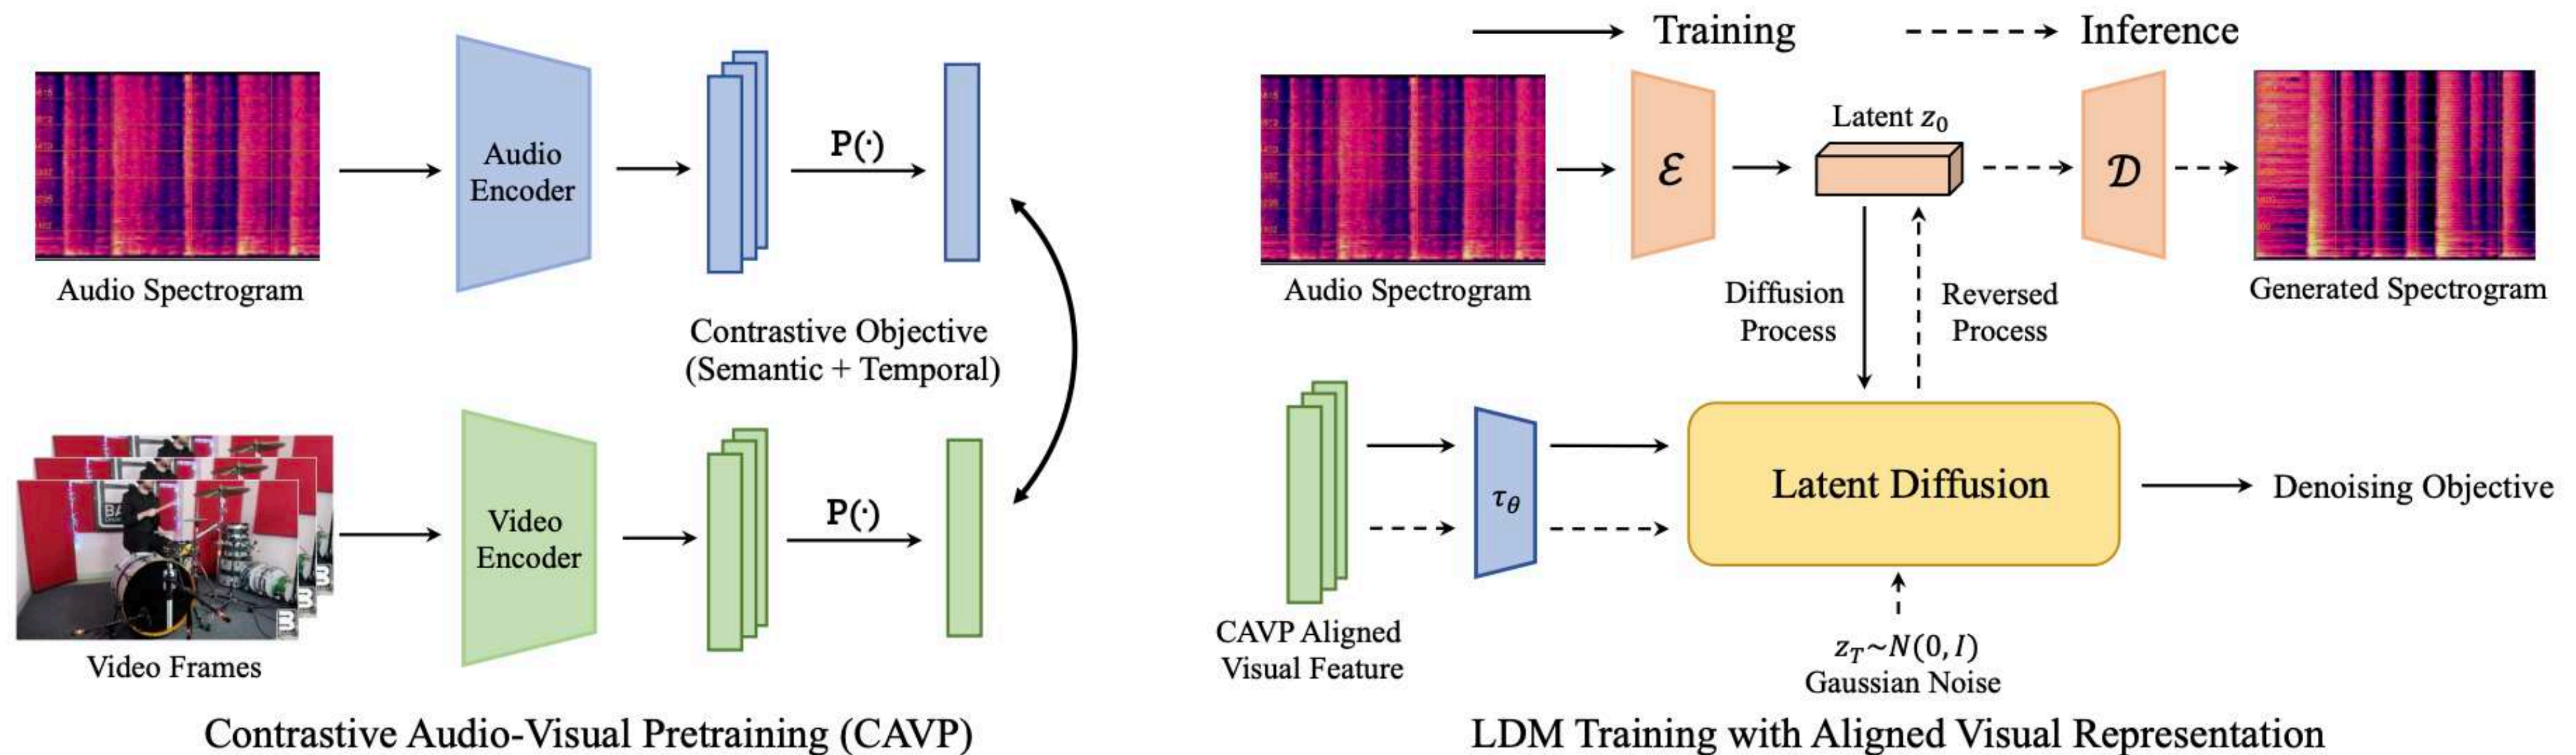 Audio Spectrogram
Audio
Encoder
P(·)
Contrastive Objective
(Semantic + Temporal)
Video Frames
Video
Encoder
P(·)
Contrastive Audio-Visual Pretraining (CAVP)
Training
Inference
Audio Spectrogram
ℰ
Latent z₀
𝒟
Generated Spectrogram
Diffusion
Process
Reversed
Process
CAVP Aligned
Visual Feature
τ_θ
Latent Diffusion
Denoising Objective
z_T~N(0, I)
Gaussian Noise
LDM Training with Aligned Visual Representation